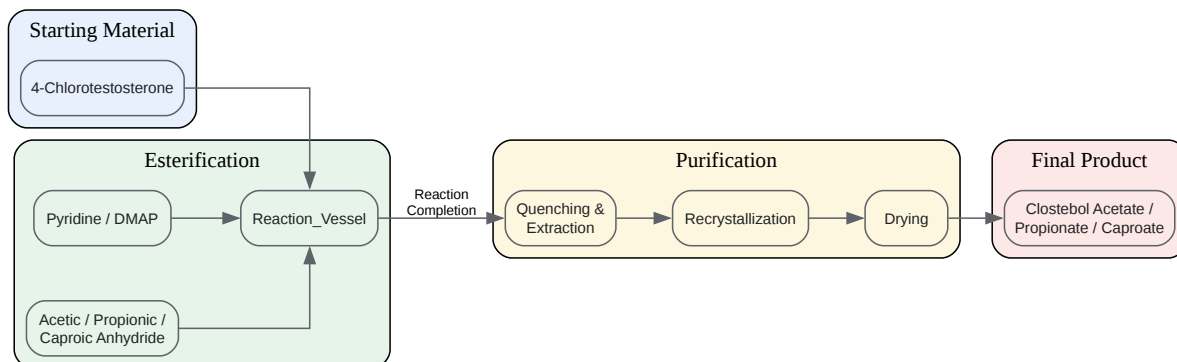 Starting Material
4-Chlorotestosterone
Esterification
Pyridine / DMAP
Reaction_Vessel
Acetic / Propionic /
Caproic Anhydride
Reaction
Completion
Purification
Quenching &
Extraction
Recrystallization
Drying
Final Product
Clostebol Acetate /
Propionate / Caproate